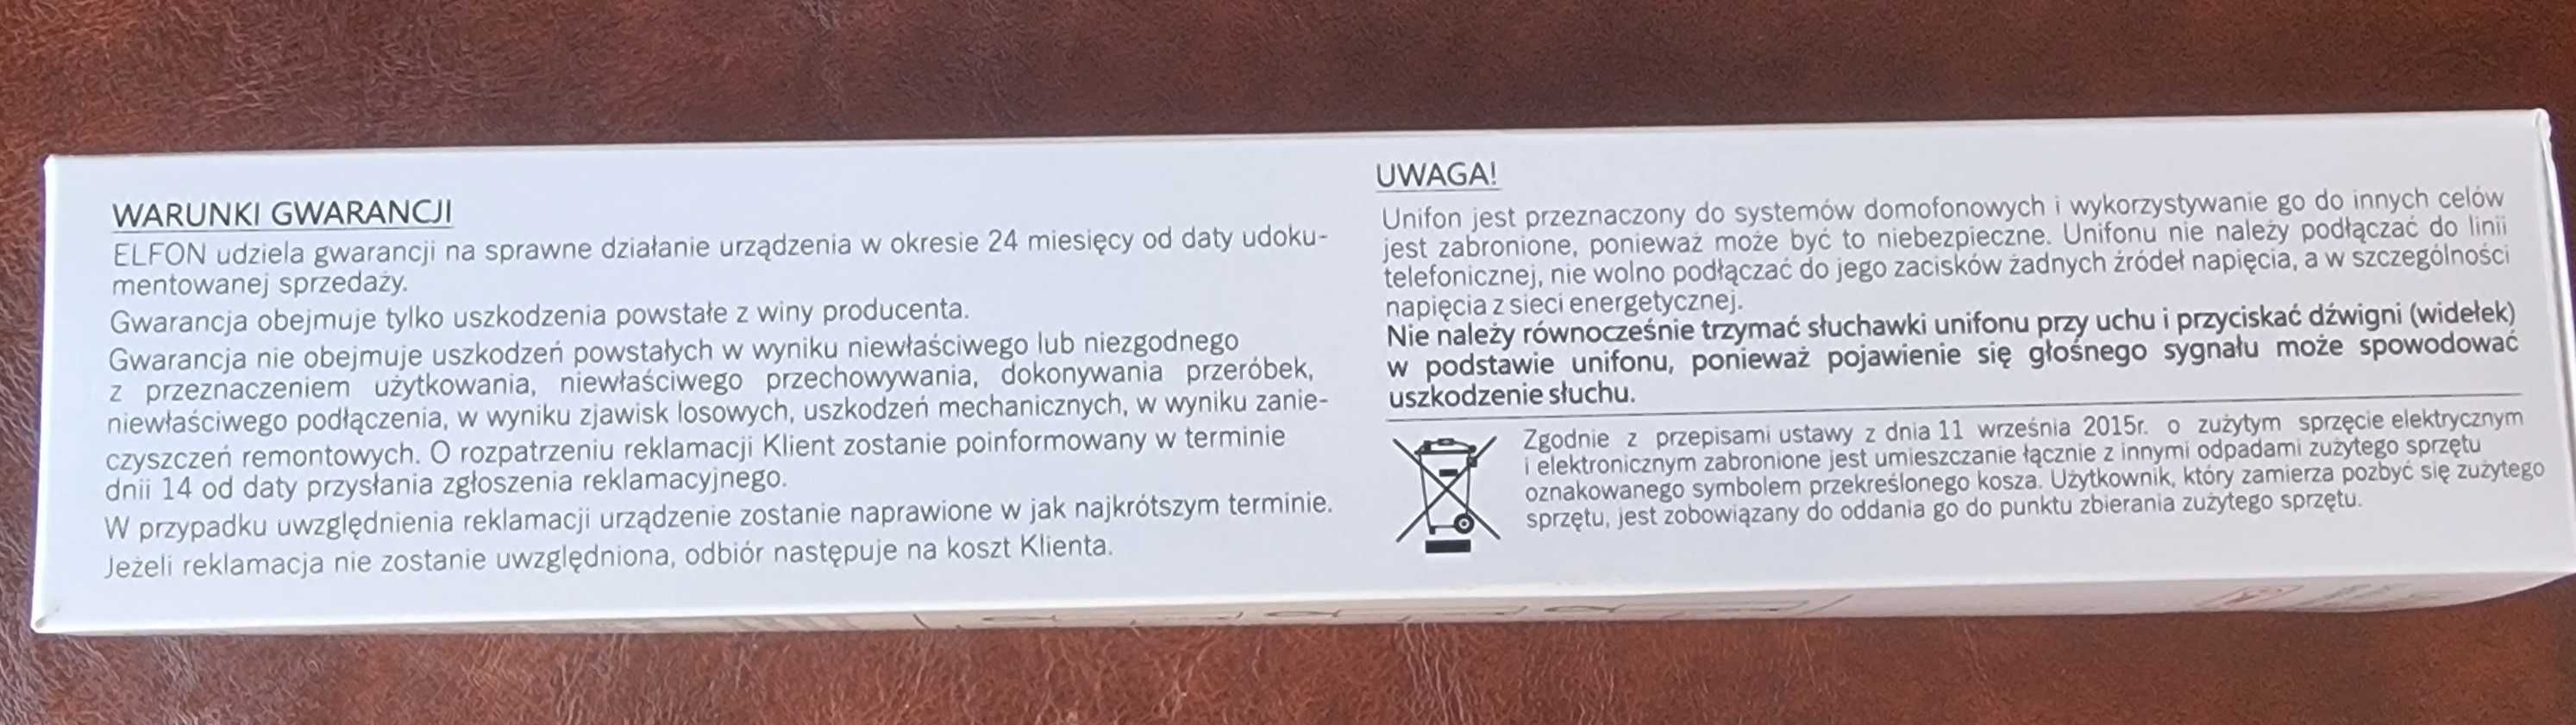 WARUNKI GWARANCJI
ELFON udziela gwarancji na sprawne działanie urządzenia w okresie 24 miesięcy od daty udoku-
mentowanej sprzedaży.
Gwarancja obejmuje tylko uszkodzenia powstałe z winy producenta.
Gwarancja nie obejmuje uszkodzeń powstałych w wyniku niewłaściwego lub niezgodnego
z przeznaczeniem użytkowania, niewłaściwego przechowywania, dokonywania przeróbek,
niewłaściwego podłączenia, w wyniku zjawisk losowych, uszkodzeń mechanicznych, w wyniku zanie-
czyszczeń remontowych. O rozpatrzeniu reklamacji Klient zostanie poinformowany w terminie
dnii 14 od daty przysłania zgłoszenia reklamacyjnego.
W przypadku uwzględnienia reklamacji urządzenie zostanie naprawione w jak najkrótszym terminie.
Jeżeli reklamacja nie zostanie uwzględniona, odbiór następuje na koszt Klienta.
UWAGA!
Unifon jest przeznaczony do systemów domofonowych i wykorzystywanie go do innych celów
jest zabronione, ponieważ może być to niebezpieczne. Unifonu nie należy podłączać do linii
telefonicznej, nie wolno podłączać do jego zacisków żadnych źródeł napięcia, a w szczególności
napięcia z sieci energetycznej.
Nie należy równocześnie trzymać słuchawki unifonu przy uchu i przyciskać dźwigni (widełek)
w podstawie unifonu, ponieważ pojawienie się głośnego sygnału może spowodować
uszkodzenie słuchu.
Zgodnie z przepisami ustawy z dnia 11 września 2015r. o zużytym sprzęcie elektrycznym
i elektronicznym zabronione jest umieszczanie łącznie z innymi odpadami zużytego sprzętu
oznakowanego symbolem przekreślonego kosza. Użytkownik, który zamierza pozbyć się zużytego
sprzętu, jest zobowiązany do oddania go do punktu zbierania zużytego sprzętu.